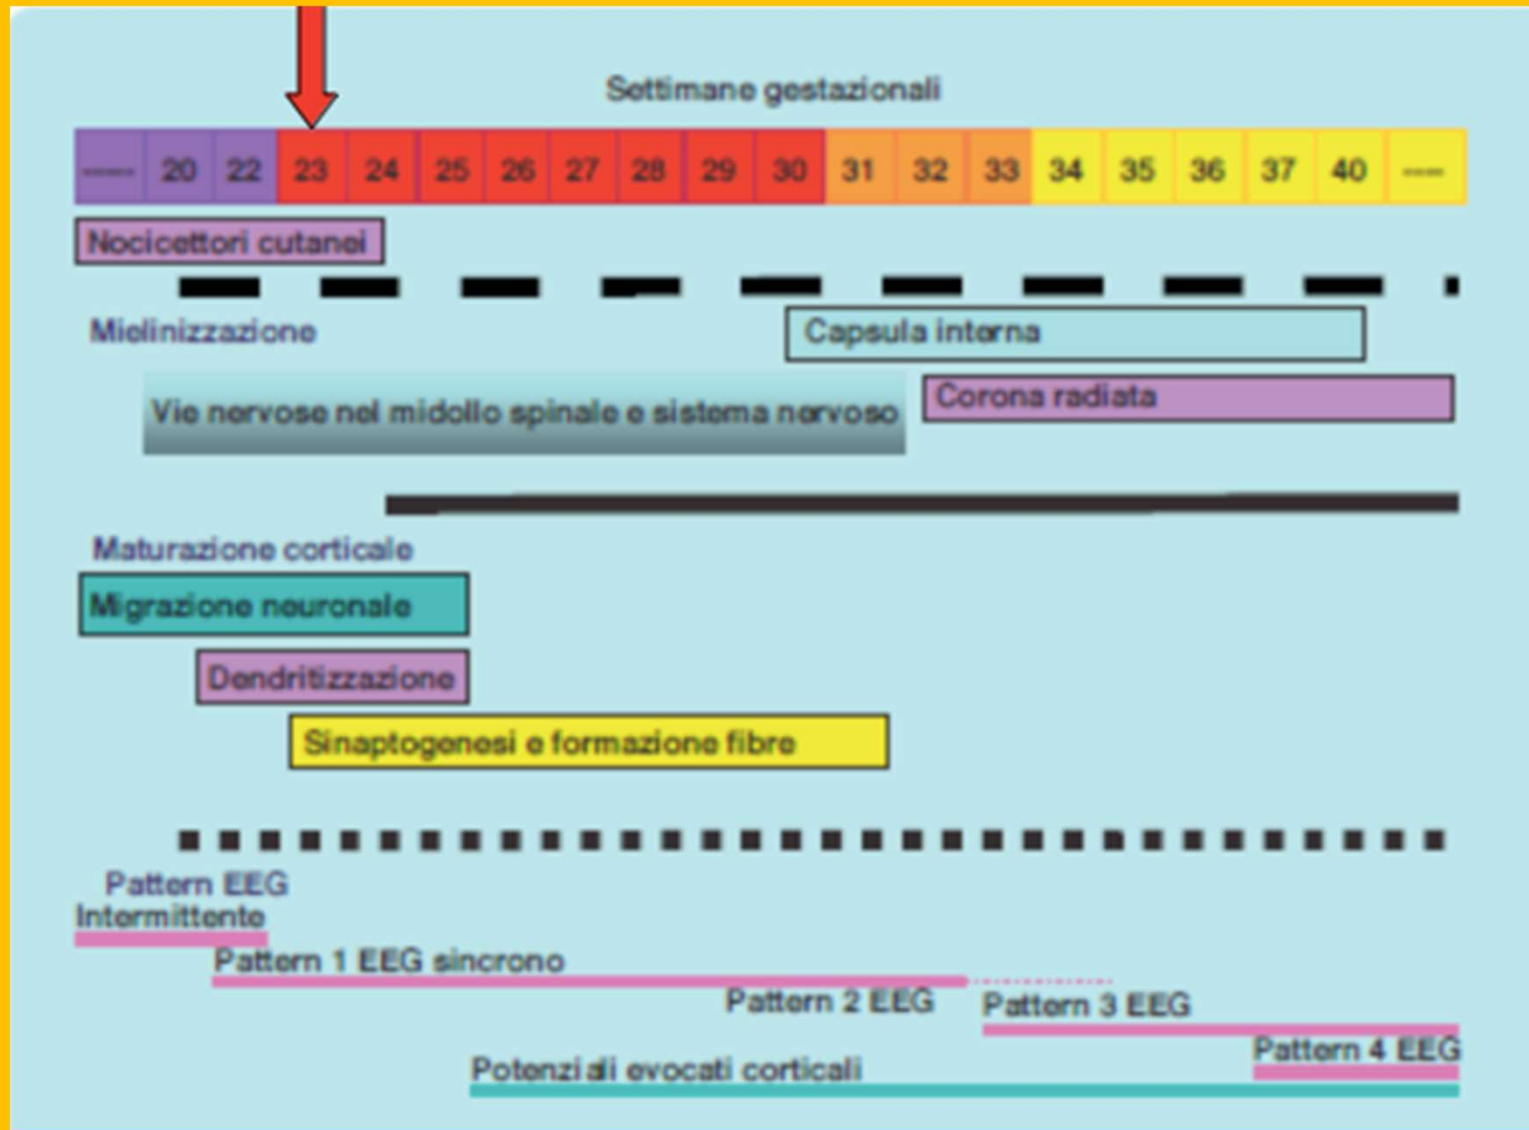 Settimane gestazionali
----- 20 22 23 24 25 26 27 28 29 30 31 32 33 34 35 36 37 40 ----
Nocicettori cutanei
Mielinizzazione
Capsula interna
Corona radiata
Vie nervose nel midollo spinale e sistema nervoso
Maturazione corticale
Migrazione neuronale
Dendritizzazione
Sinaptogenesi e formazione fibre
Pattern EEG
Intermittente
Pattern 1 EEG sincrono
Pattern 2 EEG
Pattern 3 EEG
Pattern 4 EEG
Potenziali evocati corticali